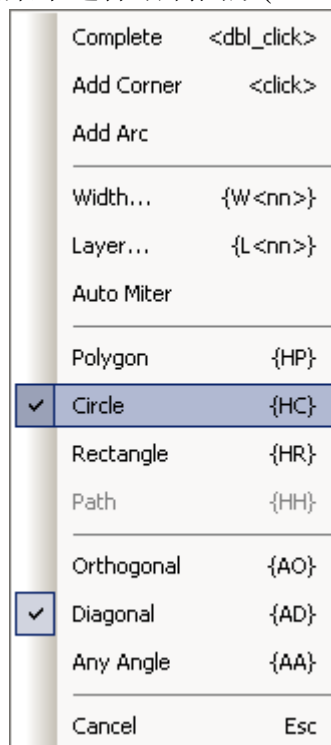 Complete <dbl_click>
Add Corner <click>
Add Arc
Width... {W<nn>}
Layer... {L<nn>}
Auto Miter
Polygon {HP}
Circle {HC}
Rectangle {HR}
Path {HH}
Orthogonal {AO}
Diagonal {AD}
Any Angle {AA}
Cancel Esc